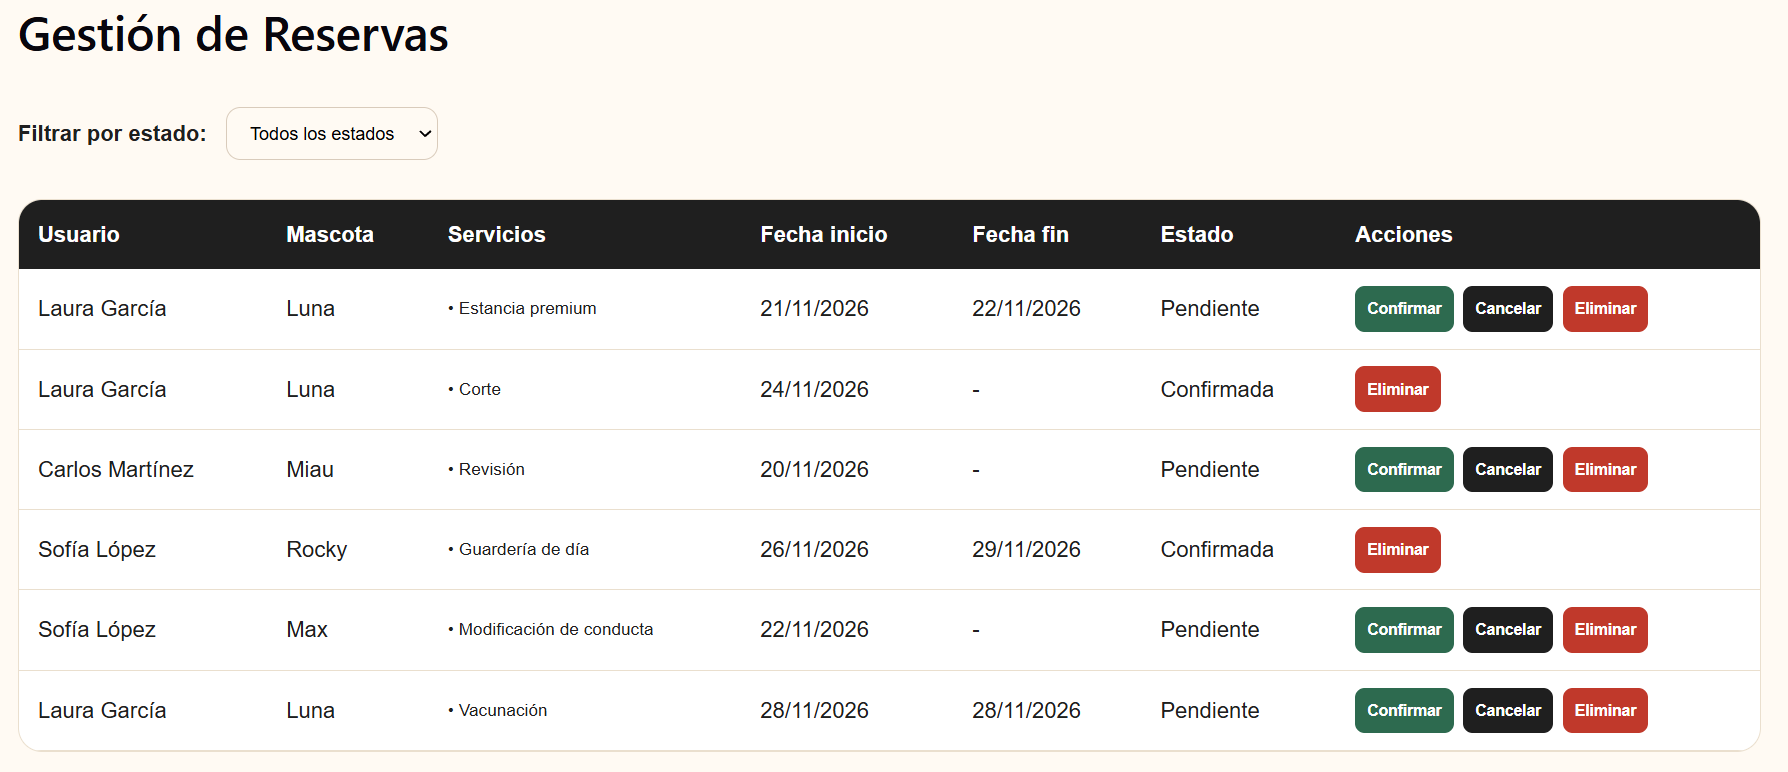 Gestión de Reservas
Filtrar por estado: Todos los estados
Usuario Mascota Servicios Fecha inicio Fecha fin Estado Acciones
Laura García Luna • Estancia premium 21/11/2026 22/11/2026 Pendiente Confirmar Cancelar Eliminar
Laura García Luna • Corte 24/11/2026 - Confirmada Eliminar
Carlos Martínez Miau • Revisión 20/11/2026 - Pendiente Confirmar Cancelar Eliminar
Sofía López Rocky • Guardería de día 26/11/2026 29/11/2026 Confirmada Eliminar
Sofía López Max • Modificación de conducta 22/11/2026 - Pendiente Confirmar Cancelar Eliminar
Laura García Luna • Vacunación 28/11/2026 28/11/2026 Pendiente Confirmar Cancelar Eliminar